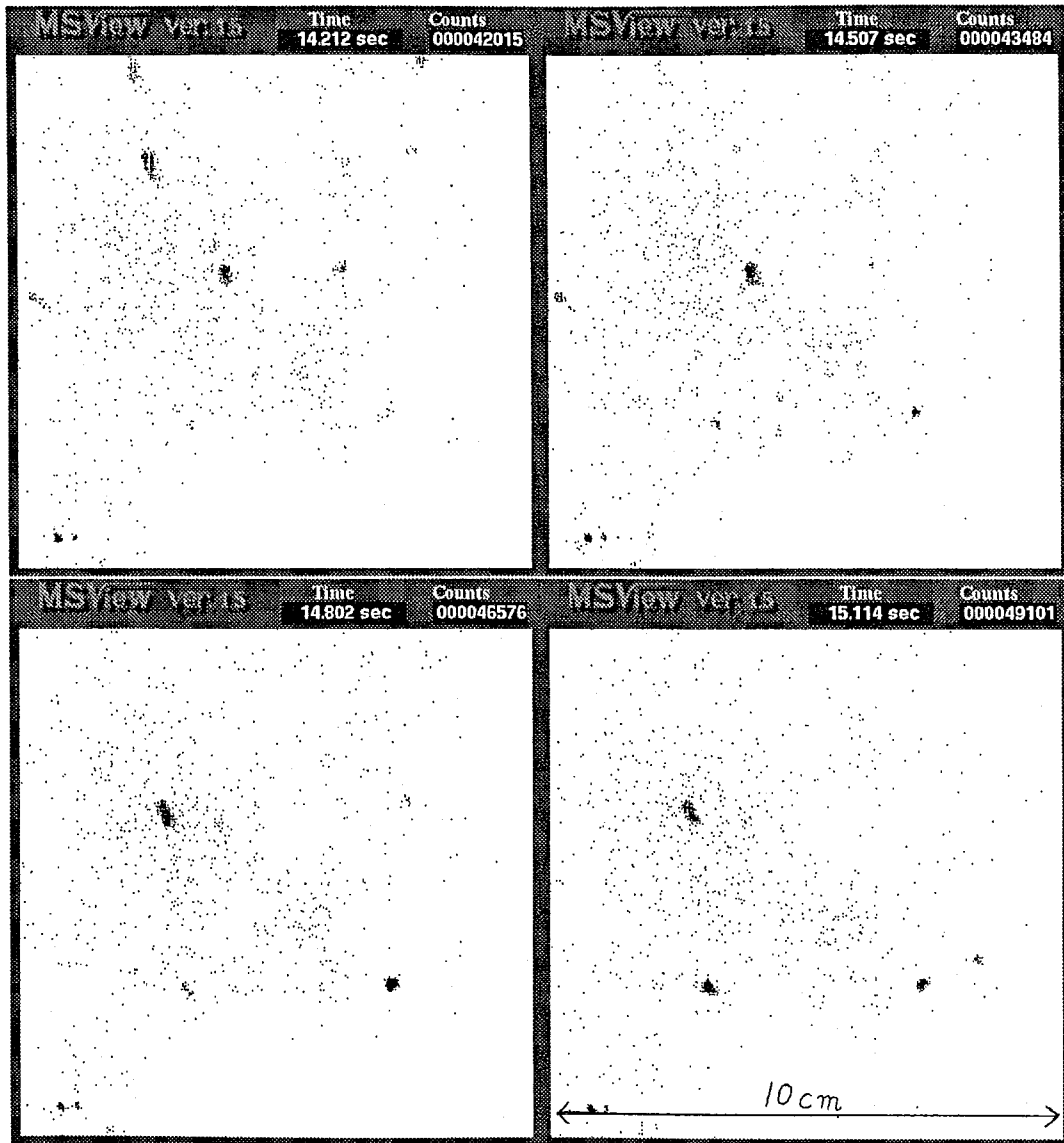 MSView ver. 1.5 Time Counts
14.212 sec 000042015
MSView ver. 1.5 Time Counts
14.507 sec 000043484
MSView ver. 1.5 Time Counts
14.802 sec 000046576
MSView ver. 1.5 Time Counts
15.114 sec 000049101
10 cm